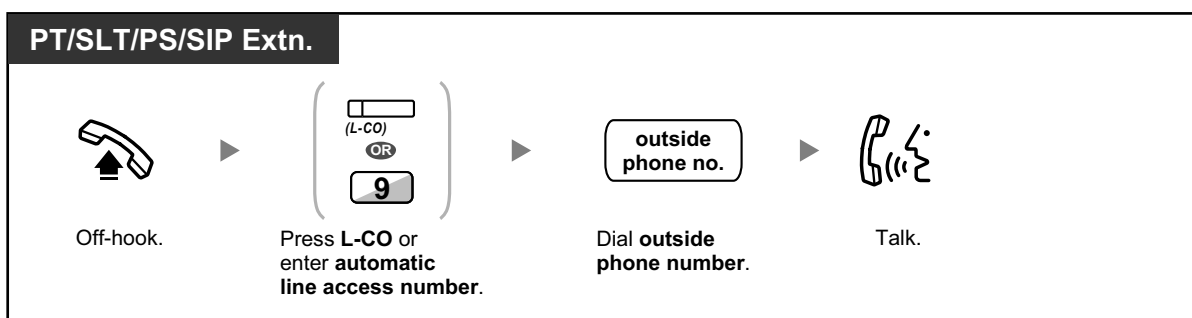 PT/SLT/PS/SIP Extn.
(L-CO)
OR
9
outside
phone no.
Off-hook.
Press L-CO or
enter automatic
line access number.
Dial outside
phone number.
Talk.